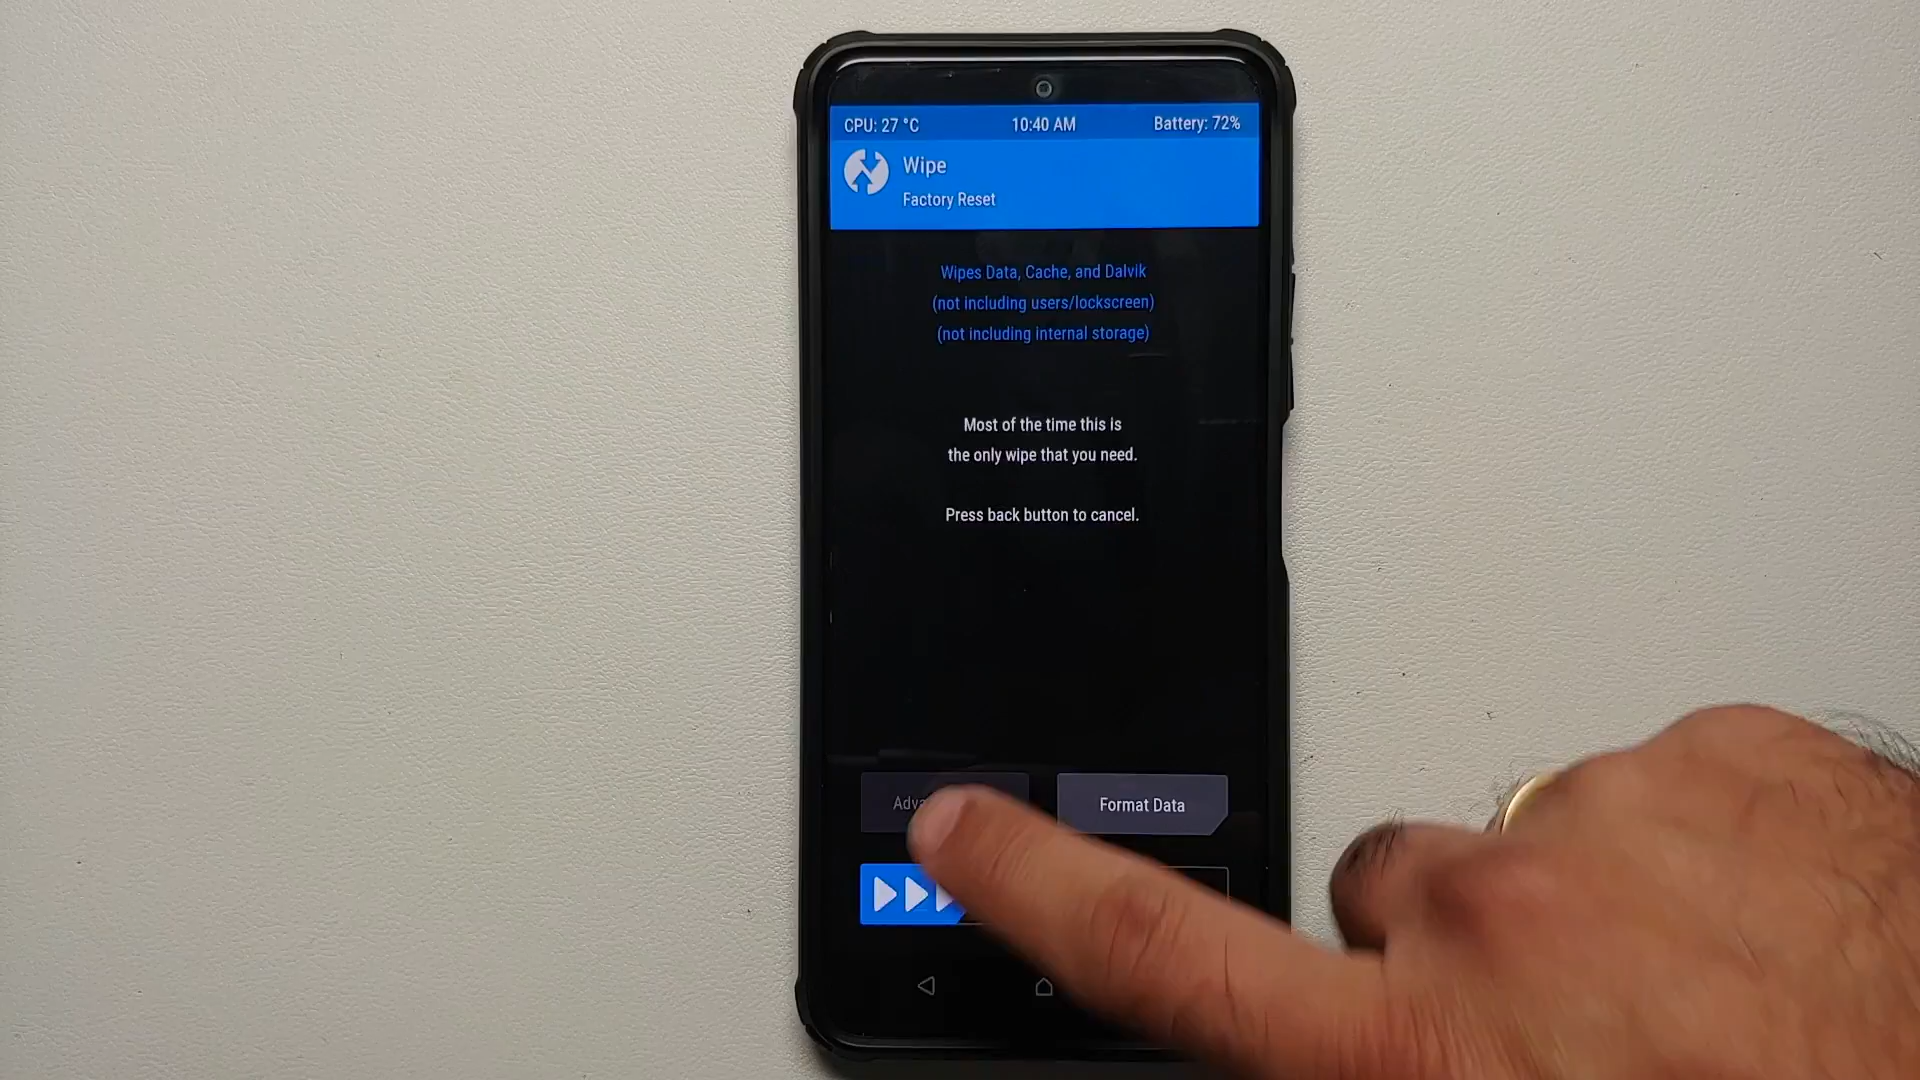 CPU: 27 °C 10:40 AM Battery: 72%
Wipe
Factory Reset
Wipes Data, Cache, and Dalvik
(not including users/lockscreen)
(not including internal storage)
Most of the time this is
the only wipe that you need.
Press back button to cancel.
Format Data